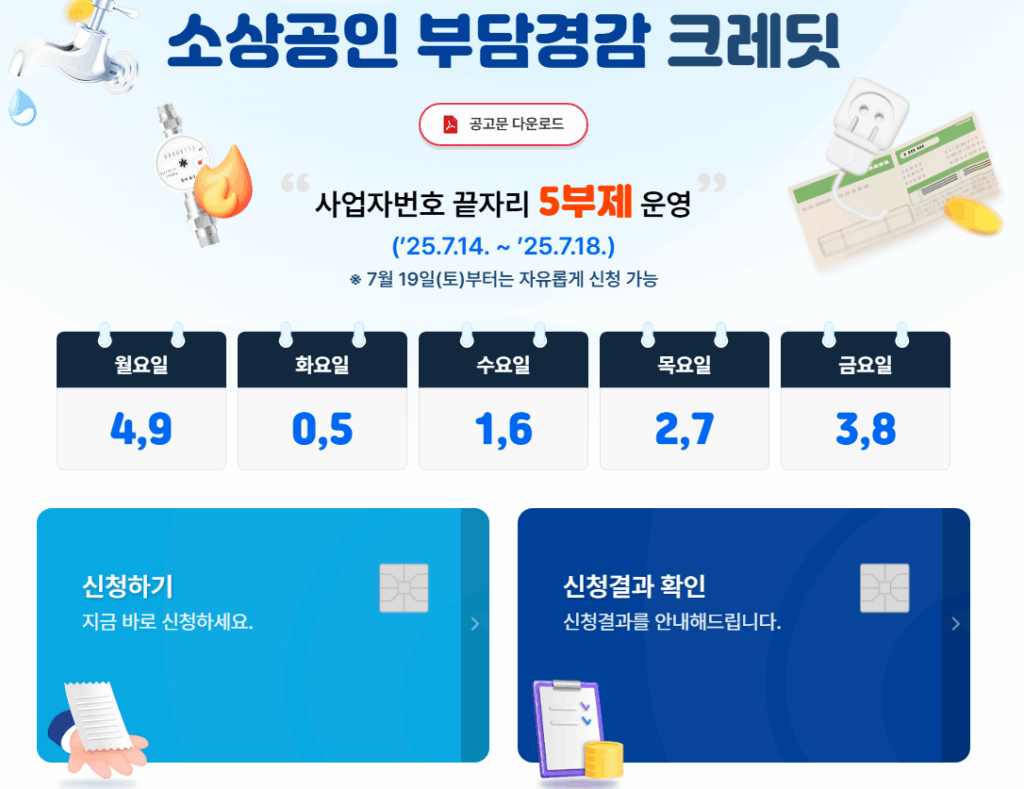 소상공인 부담경감 크레딧
공고문 다운로드
“ 사업자번호 끝자리 5부제 운영 ”
(’25.7.14. ~ ’25.7.18.)
※ 7월 19일(토)부터는 자유롭게 신청 가능
월요일 화요일 수요일 목요일 금요일
4,9 0,5 1,6 2,7 3,8
신청하기
지금 바로 신청하세요.
신청결과 확인
신청결과를 안내해드립니다.